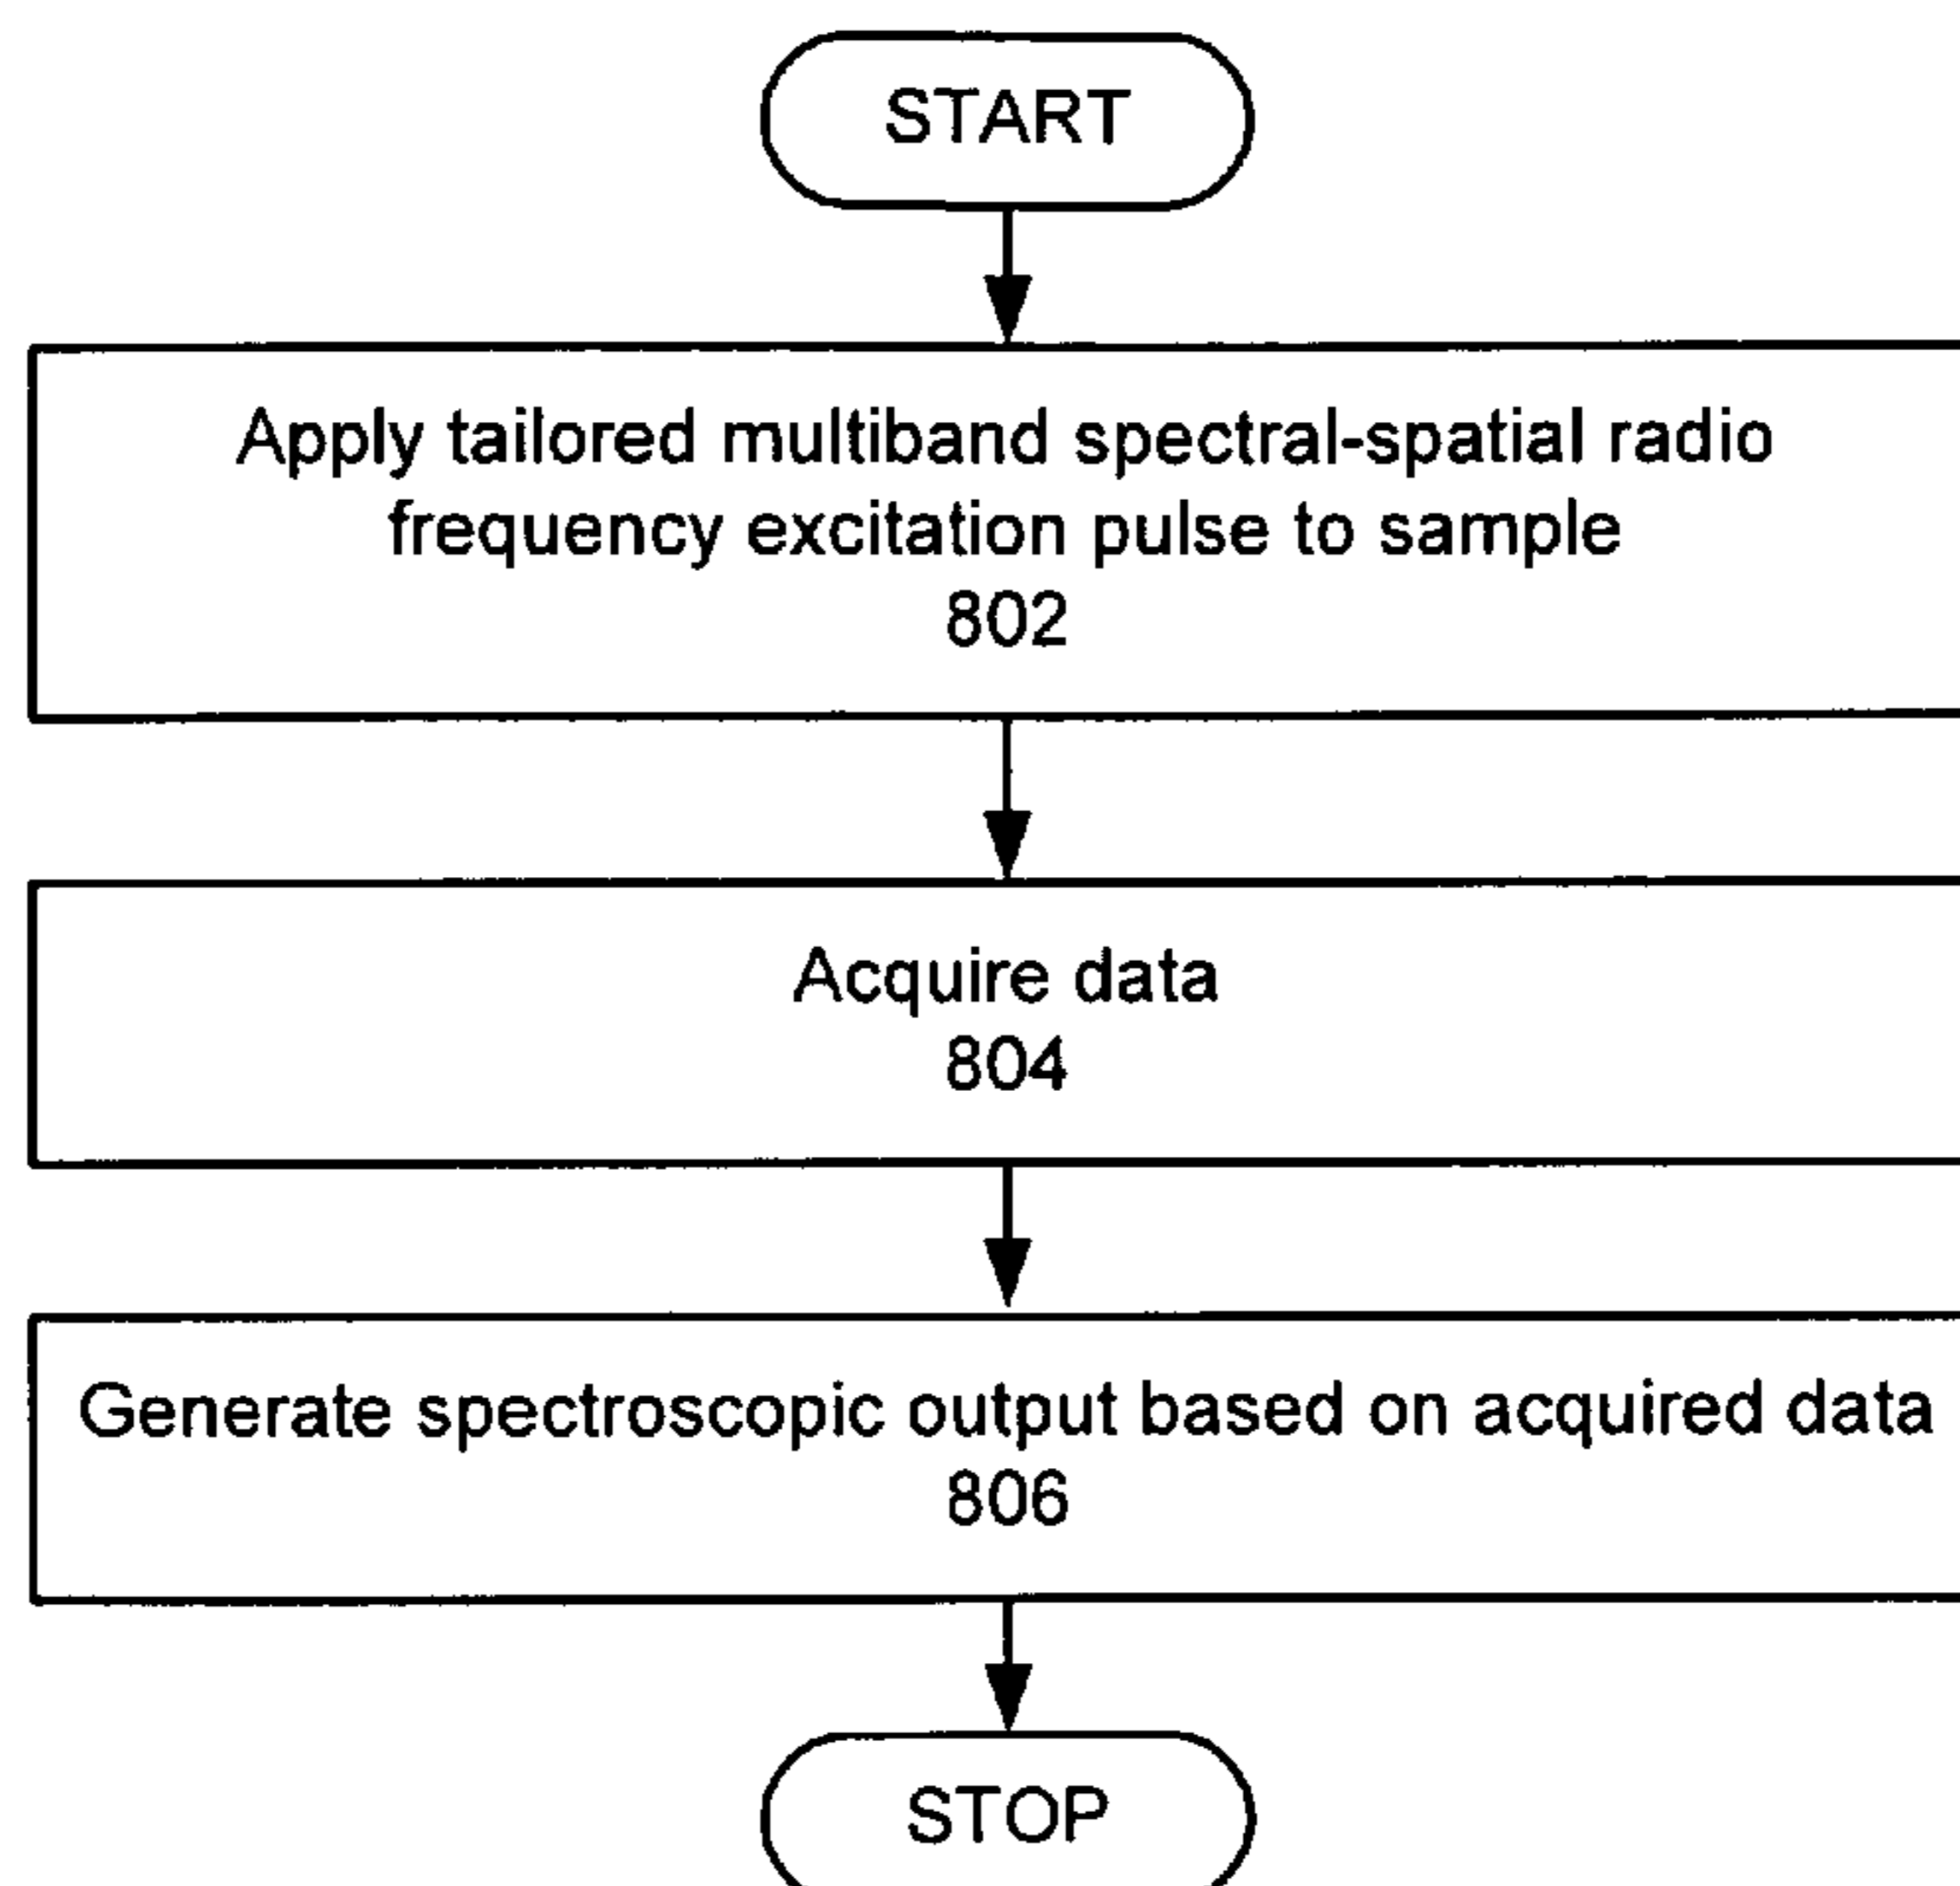 START
Apply tailored multiband spectral-spatial radio
frequency excitation pulse to sample
802
Acquire data
804
Generate spectroscopic output based on acquired data
806
STOP